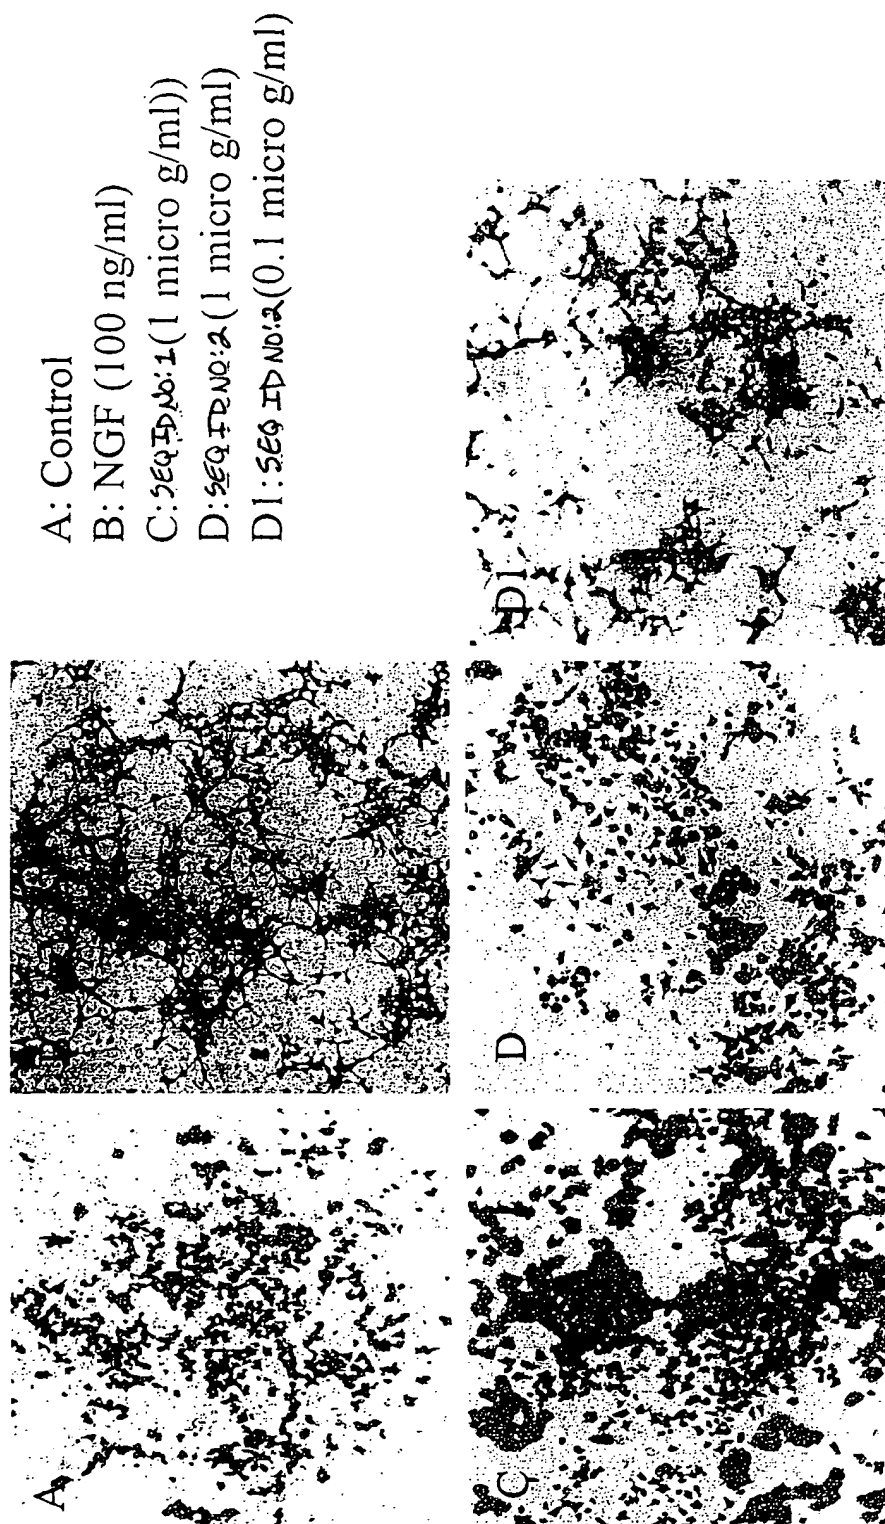 A: Control
B: NGF (100 ng/ml)
C:SEQ ID No:1(1 micro g/ml))
D:SEQ ID NO:2(1 micro g/ml)
D1:SEQ ID NO:2(0.1 micro g/ml)
A
C
D
D1